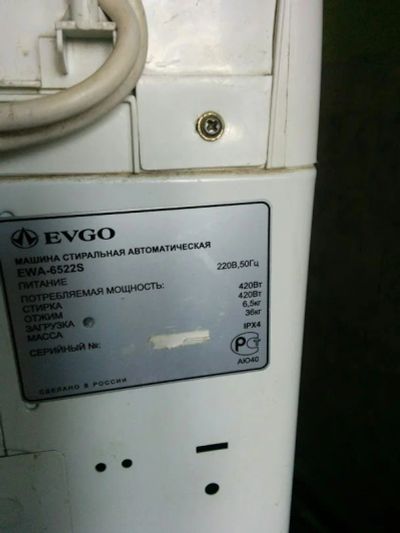 EVGO
МАШИНА СТИРАЛЬНАЯ АВТОМАТИЧЕСКАЯ
EWA-6522S
ПИТАНИЕ 220В,50Гц
ПОТРЕБЛЯЕМАЯ МОЩНОСТЬ:
СТИРКА 420Вт
ОТЖИМ 420Вт
ЗАГРУЗКА 6,5кг
МАССА 36кг
IPX4
СЕРИЙНЫЙ №:
РСТ
АЮ40
СДЕЛАНО В РОССИИ